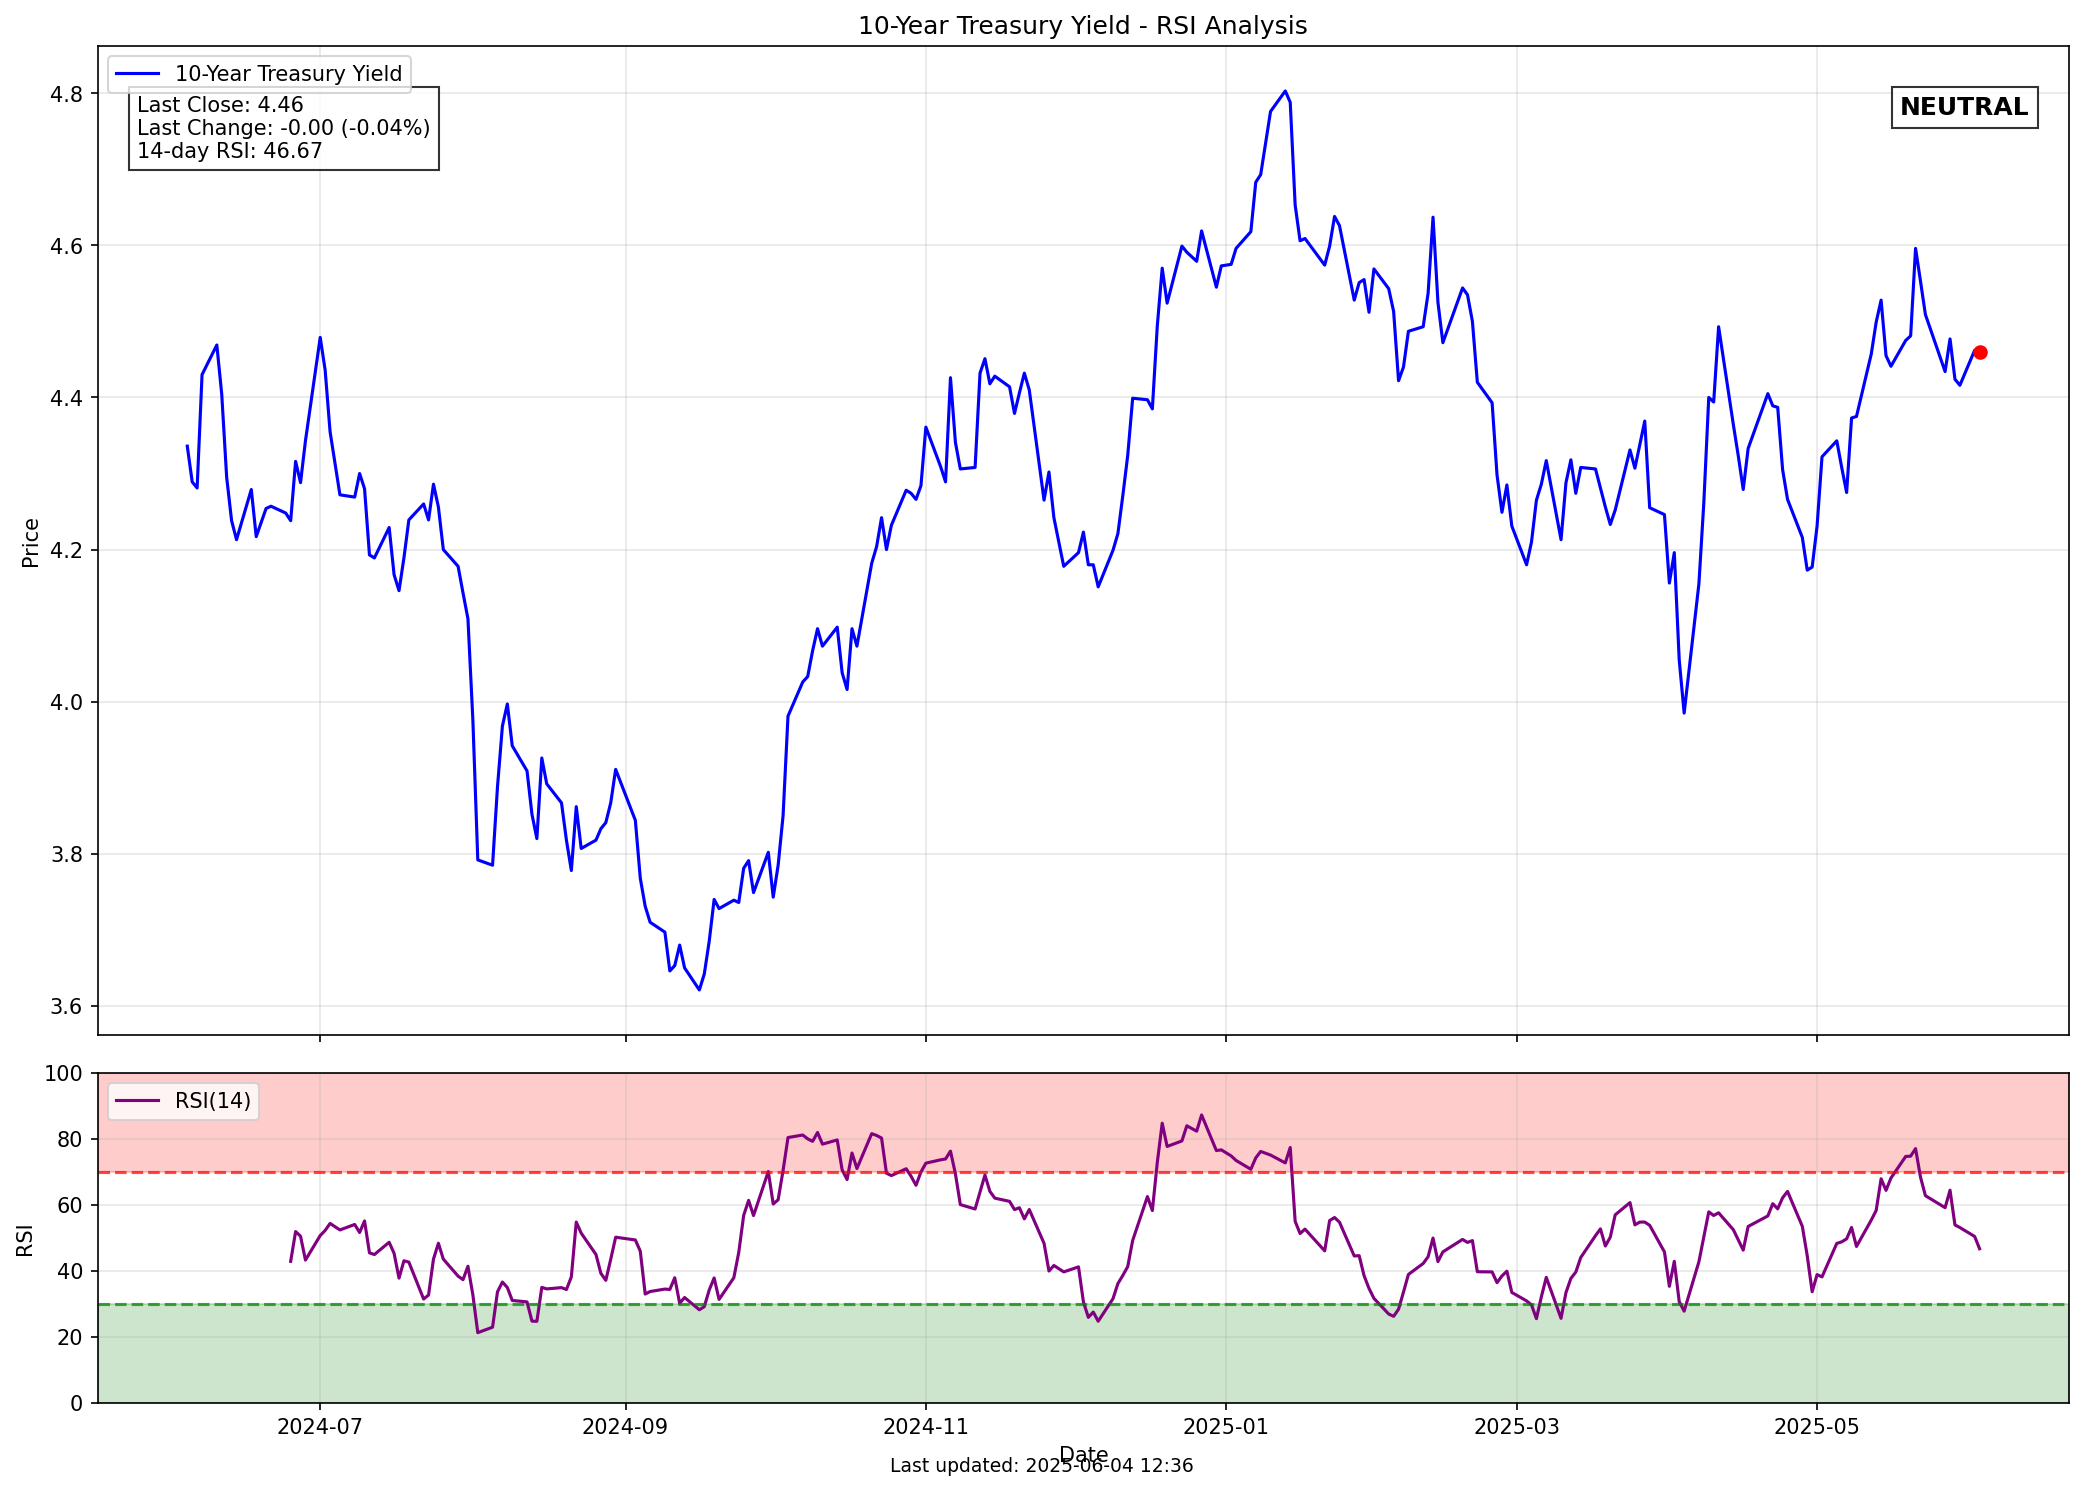 10-Year Treasury Yield - RSI Analysis
10-Year Treasury Yield
Last Close: 4.46
Last Change: -0.00 (-0.04%)
14-day RSI: 46.67
NEUTRAL
4.8
4.6
4.4
4.2
4.0
3.8
3.6
Price
100
80
60
40
20
0
RSI
RSI(14)
2024-07
2024-09
2024-11
2025-01
2025-03
2025-05
Date
Last updated: 2025-06-04 12:36